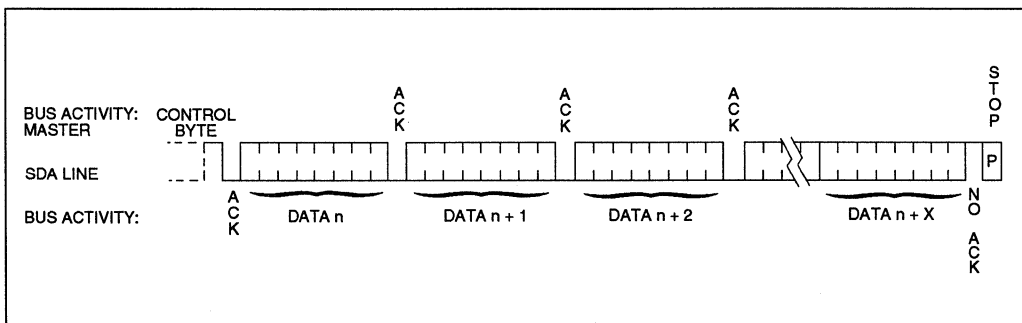 BUS ACTIVITY:
MASTER
CONTROL
BYTE
ACK
ACK
ACK
STOP
SDA LINE
P
BUS ACTIVITY:
ACK
DATA n
DATA n + 1
DATA n + 2
DATA n + X
NO
ACK